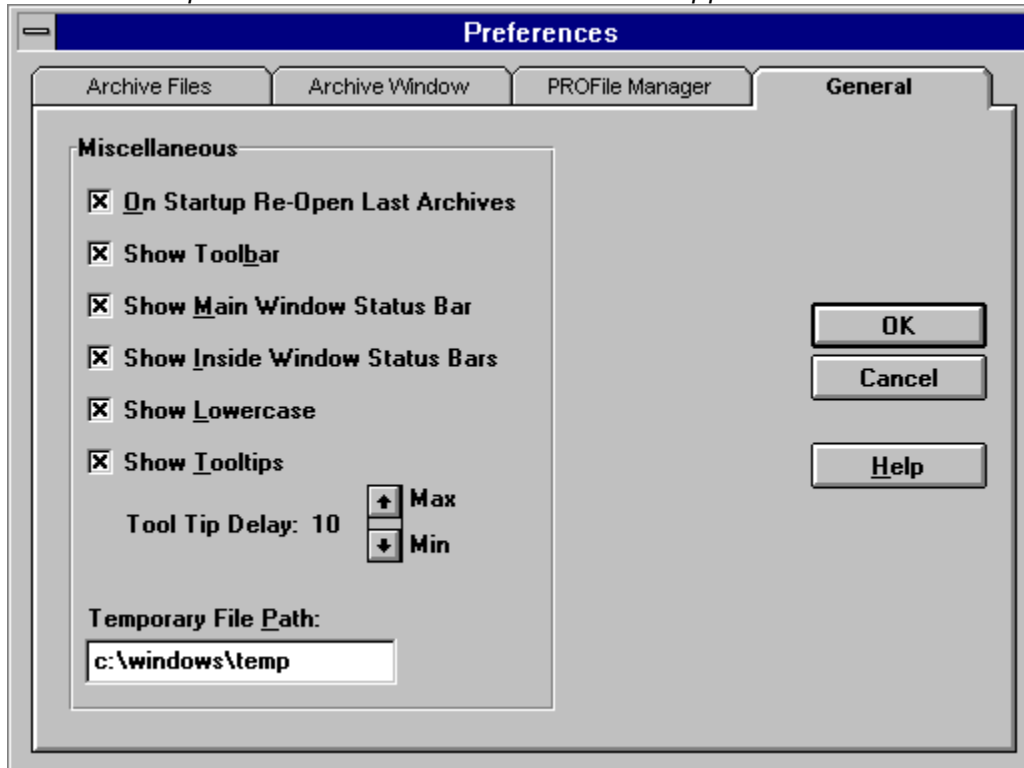 Preferences
Archive Files
Archive Window
PROFile Manager
General
Miscellaneous
On Startup Re-Open Last Archives
Show Toolbar
Show Main Window Status Bar
Show Inside Window Status Bars
Show Lowercase
Show Tooltips
Tool Tip Delay: 10
Max
Min
Temporary File Path:
c:\windows\temp
OK
Cancel
Help